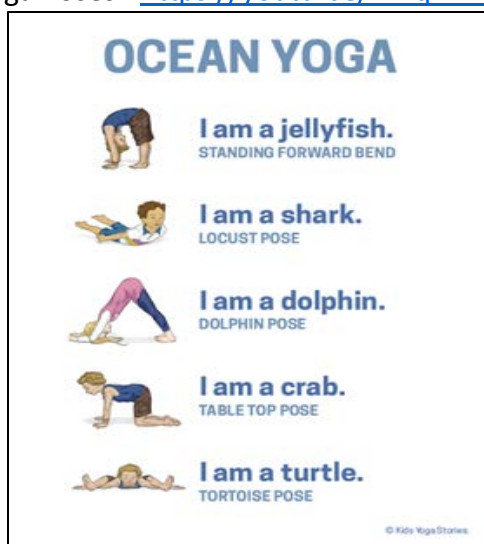 OCEAN YOGA
I am a jellyfish.
STANDING FORWARD BEND
I am a shark.
LOCUST POSE
I am a dolphin.
DOLPHIN POSE
I am a crab.
TABLE TOP POSE
I am a turtle.
TORTOISE POSE
© Kids Yoga Stories